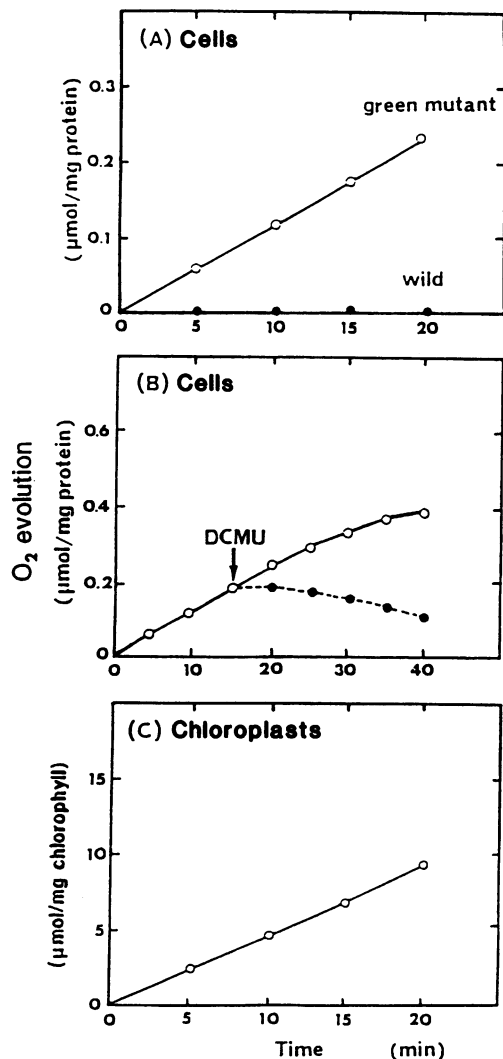 (A) Cells
(μmol/mg protein)
0.3
0.2
0.1
0
green mutant
wild
0 5 10 15 20
(B) Cells
O₂ evolution
(μmol/mg protein)
0.6
0.4
0.2
0
DCMU
0 10 20 30 40
(C) Chloroplasts
(μmol/mg chlorophyll)
15
10
5
0
0 5 10 15 20
Time (min)